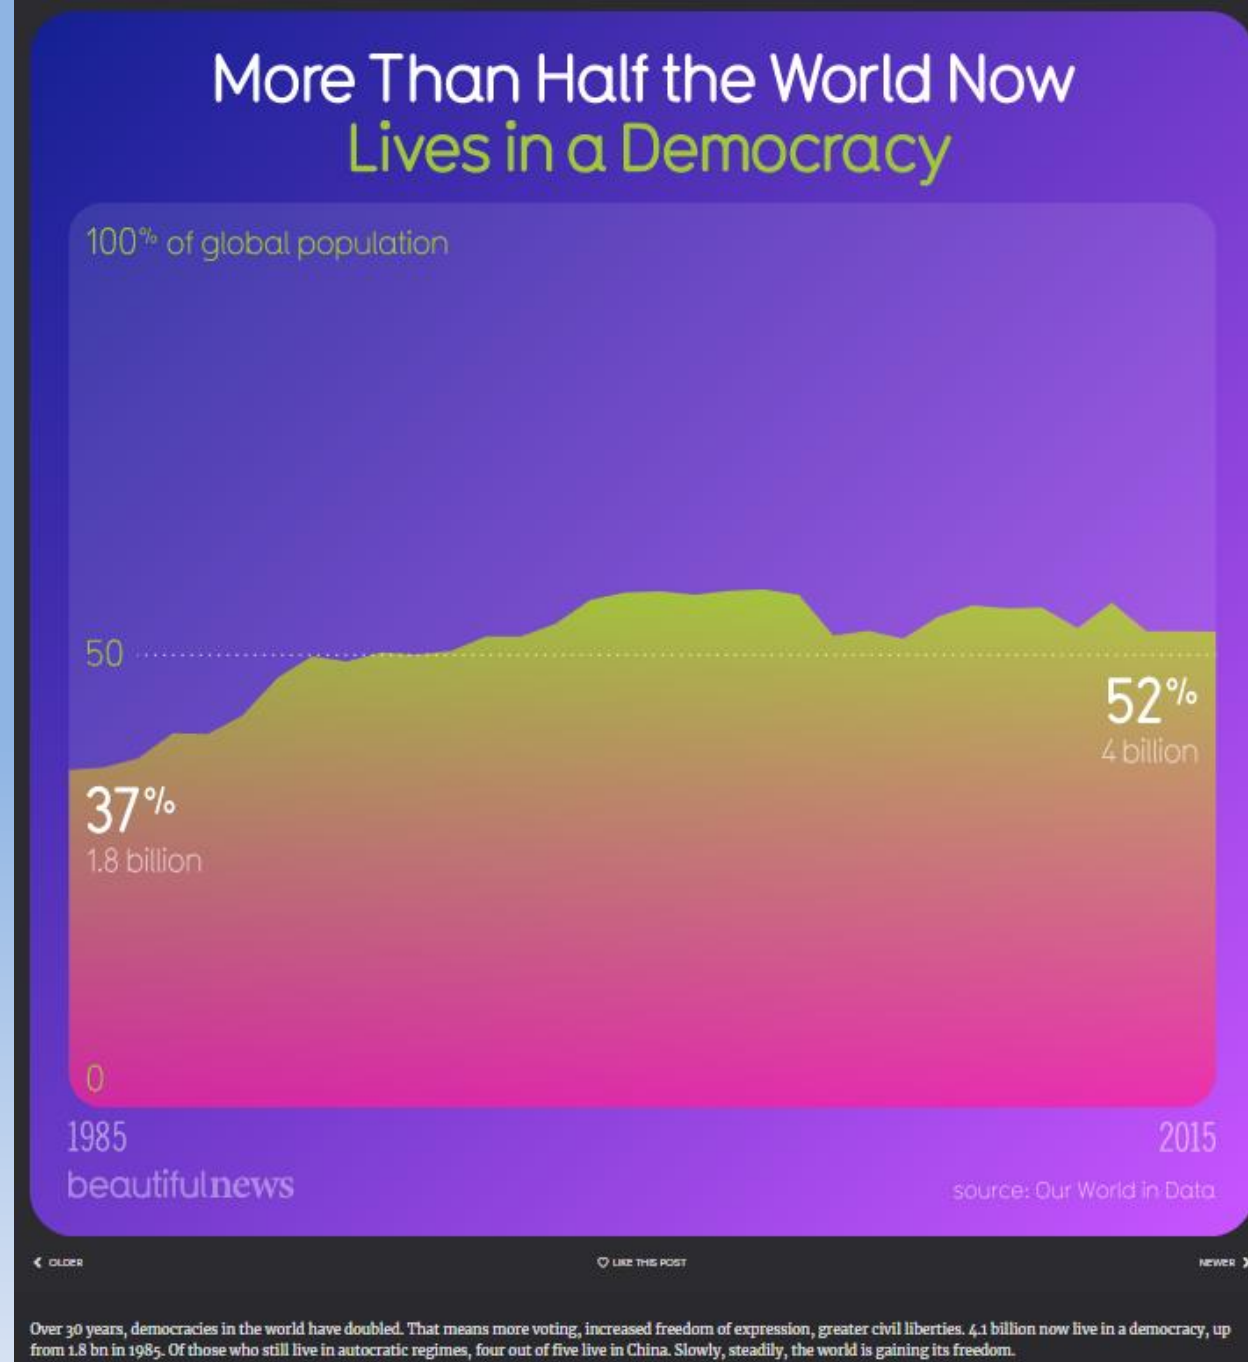 More Than Half the World Now
Lives in a Democracy
100% of global population
50
52%
4 billion
37%
1.8 billion
0
1985
2015
beautifulnews
source: Our World in Data
OLDER
LIKE THIS POST
NEWER
Over 30 years, democracies in the world have doubled. That means more voting, increased freedom of expression, greater civil liberties. 4.1 billion now live in a democracy, up
from 1.8 bn in 1985. Of those who still live in autocratic regimes, four out of five live in China. Slowly, steadily, the world is gaining its freedom.